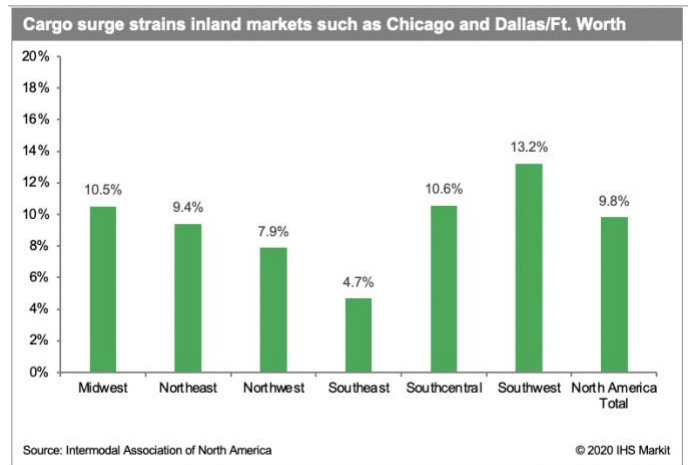 Cargo surge strains inland markets such as Chicago and Dallas/Ft. Worth
20%
18%
16%
14%
12%
10%
8%
6%
4%
2%
0%
10.5%
9.4%
7.9%
4.7%
10.6%
13.2%
9.8%
Midwest
Northeast
Northwest
Southeast
Southcentral
Southwest
North America
Total
Source: Intermodal Association of North America
© 2020 IHS Markit